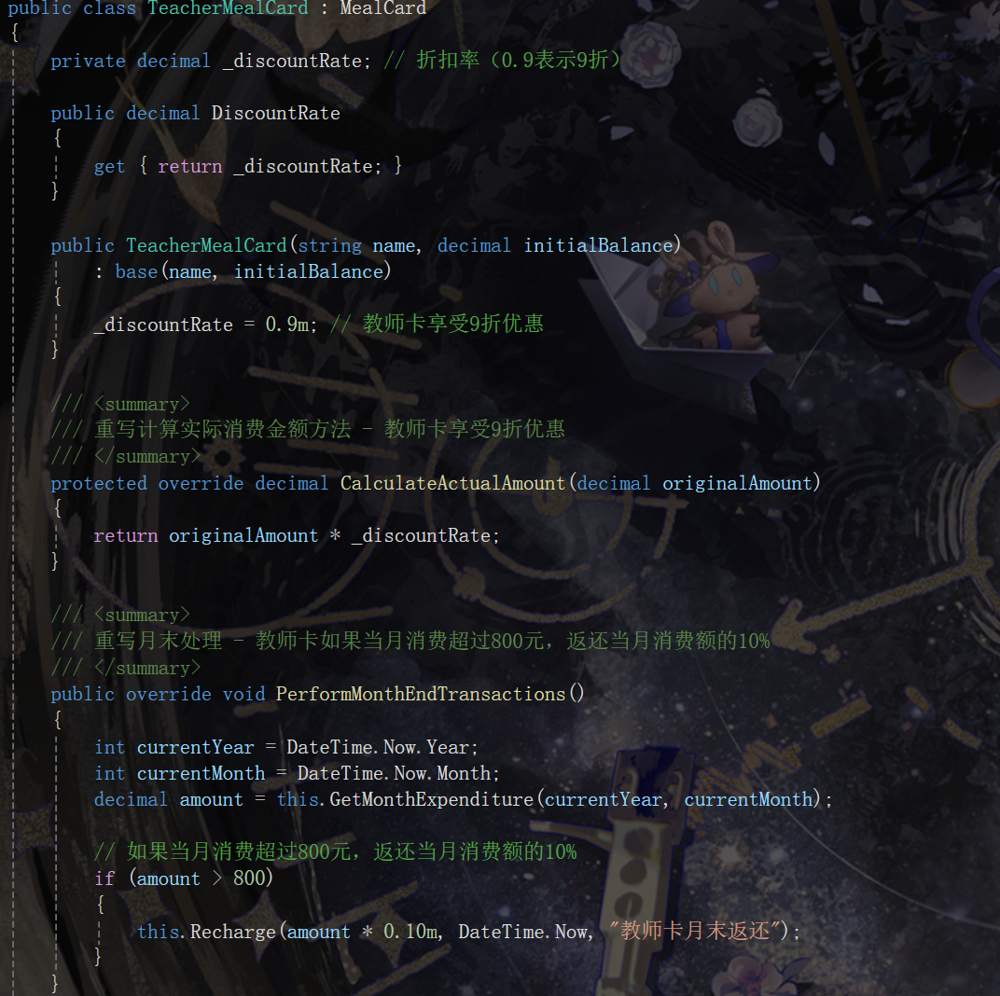 public class TeacherMealCard : MealCard
{
private decimal _discountRate; // 折扣率（0.9表示9折）
public decimal DiscountRate
{
get { return _discountRate; }
}
public TeacherMealCard(string name, decimal initialBalance)
: base(name, initialBalance)
{
_discountRate = 0.9m; // 教师卡享受9折优惠
}
/// <summary>
/// 重写计算实际消费金额方法 - 教师卡享受9折优惠
/// </summary>
protected override decimal CalculateActualAmount(decimal originalAmount)
{
return originalAmount * _discountRate;
}
/// <summary>
/// 重写月末处理 - 教师卡如果当月消费超过800元，返还当月消费额的10%
/// </summary>
public override void PerformMonthEndTransactions()
{
int currentYear = DateTime.Now.Year;
int currentMonth = DateTime.Now.Month;
decimal amount = this.GetMonthExpenditure(currentYear, currentMonth);
// 如果当月消费超过800元，返还当月消费额的10%
if (amount > 800)
{
this.Recharge(amount * 0.10m, DateTime.Now, "教师卡月末返还");
}
}